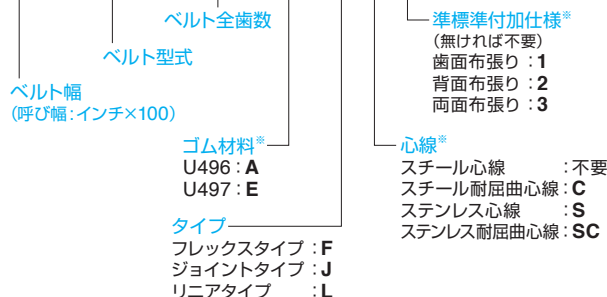 ベルト全歯数
ベルト型式
ベルト幅
(呼び幅:インチ×100)
ゴム材料※
U496:A
U497:E
タイプ
フレックスタイプ:F
ジョイントタイプ:J
リニアタイプ:L
準標準付加仕様※
(無ければ不要)
歯面布張り:1
背面布張り:2
両面布張り:3
心線※
スチール心線:不要
スチール耐屈曲心線:C
ステンレス心線:S
ステンレス耐屈曲心線:SC